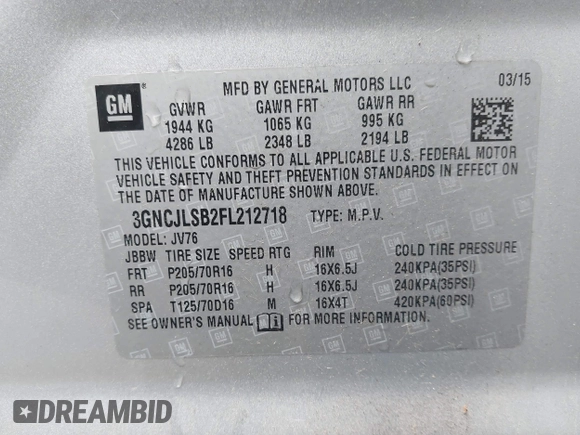 GM
®
MFD BY GENERAL MOTORS LLC
03/15
GVWR GAWR FRT GAWR RR
1944 KG 1065 KG 995 KG
4286 LB 2348 LB 2194 LB
THIS VEHICLE CONFORMS TO ALL APPLICABLE U.S. FEDERAL MOTOR
VEHICLE SAFETY AND THEFT PREVENTION STANDARDS IN EFFECT ON
THE DATE OF MANUFACTURE SHOWN ABOVE.
3GNCJLSB2FL212718 TYPE: M.P.V.
MODEL: JV76
JBBW TIRE SIZE SPEED RTG RIM COLD TIRE PRESSURE
FRT P205/70R16 H 16X6.5J 240KPA(35PSI)
RR P205/70R16 H 16X6.5J 240KPA(35PSI)
SPA T125/70D16 M 16X4T 420KPA(60PSI)
SEE OWNER'S MANUAL FOR MORE INFORMATION.
DREAMBID